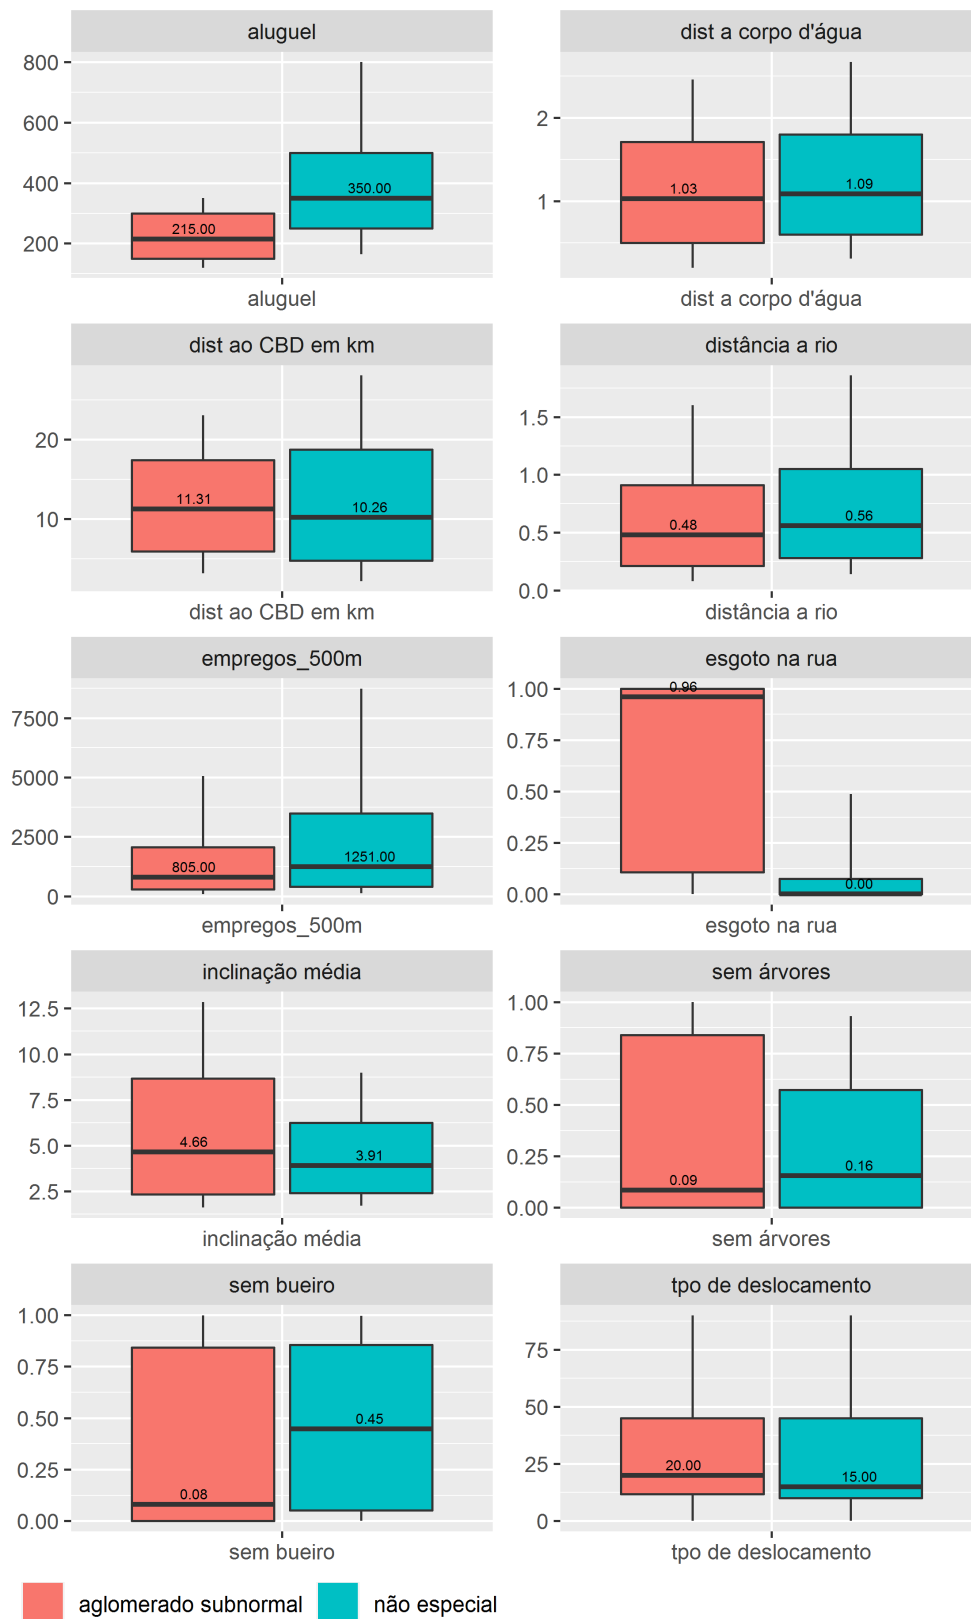 aluguel
dist a corpo d'água
800
600
400
200
215.00
350.00
aluguel
2
1
1.03
1.09
dist a corpo d'água
dist ao CBD em km
distância a rio
20
10
11.31
10.26
dist ao CBD em km
1.5
1.0
0.5
0.0
0.48
0.56
distância a rio
empregos_500m
esgoto na rua
7500
5000
2500
0
805.00
1251.00
empregos_500m
1.00
0.75
0.50
0.25
0.00
0.96
0.00
esgoto na rua
inclinação média
sem árvores
12.5
10.0
7.5
5.0
2.5
4.66
3.91
inclinação média
1.00
0.75
0.50
0.25
0.00
0.09
0.16
sem árvores
sem bueiro
tpo de deslocamento
1.00
0.75
0.50
0.25
0.00
0.08
0.45
sem bueiro
75
50
25
0
20.00
15.00
tpo de deslocamento
aglomerado subnormal
não especial